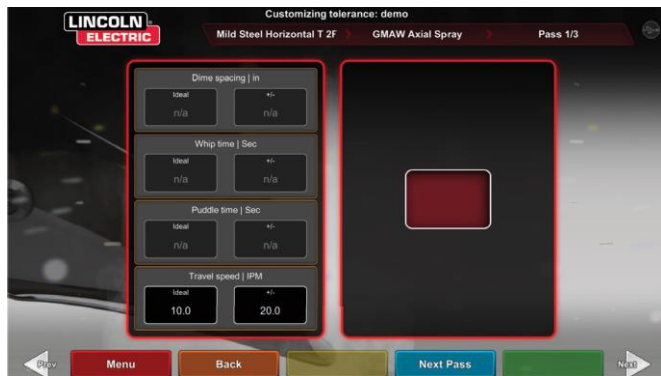 Customizing tolerance: demo
LINCOLN
ELECTRIC
Mild Steel Horizontal T 2F
GMAW Axial Spray
Pass 1/3
Dime spacing | in
Ideal +/-
n/a n/a
Whip time | Sec
Ideal +/-
n/a n/a
Puddle time | Sec
Ideal +/-
n/a n/a
Travel speed | IPM
Ideal +/-
10.0 20.0
Prev Menu Back Next Pass Next